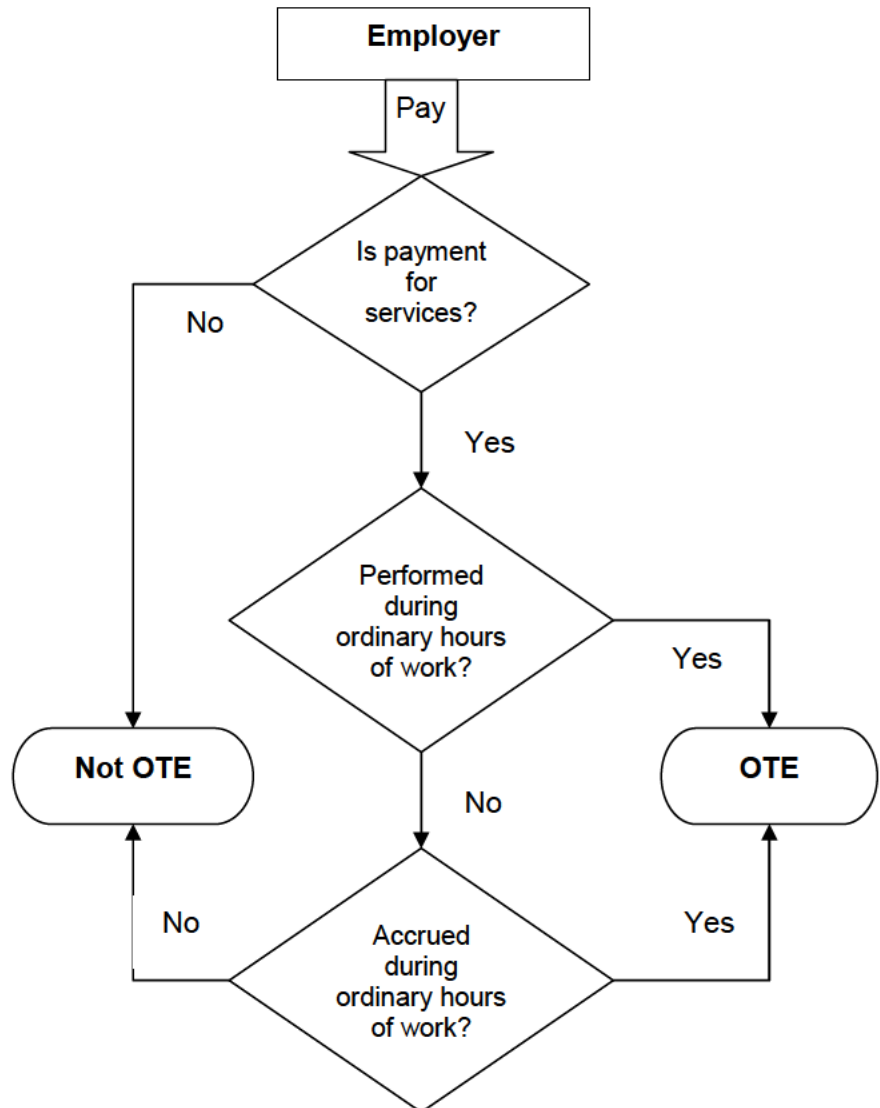 Employer
Pay
Is payment
for
services?
No
Yes
Performed
during
ordinary hours
of work?
Yes
Not OTE
OTE
No
No
Yes
Accrued
during
ordinary hours
of work?